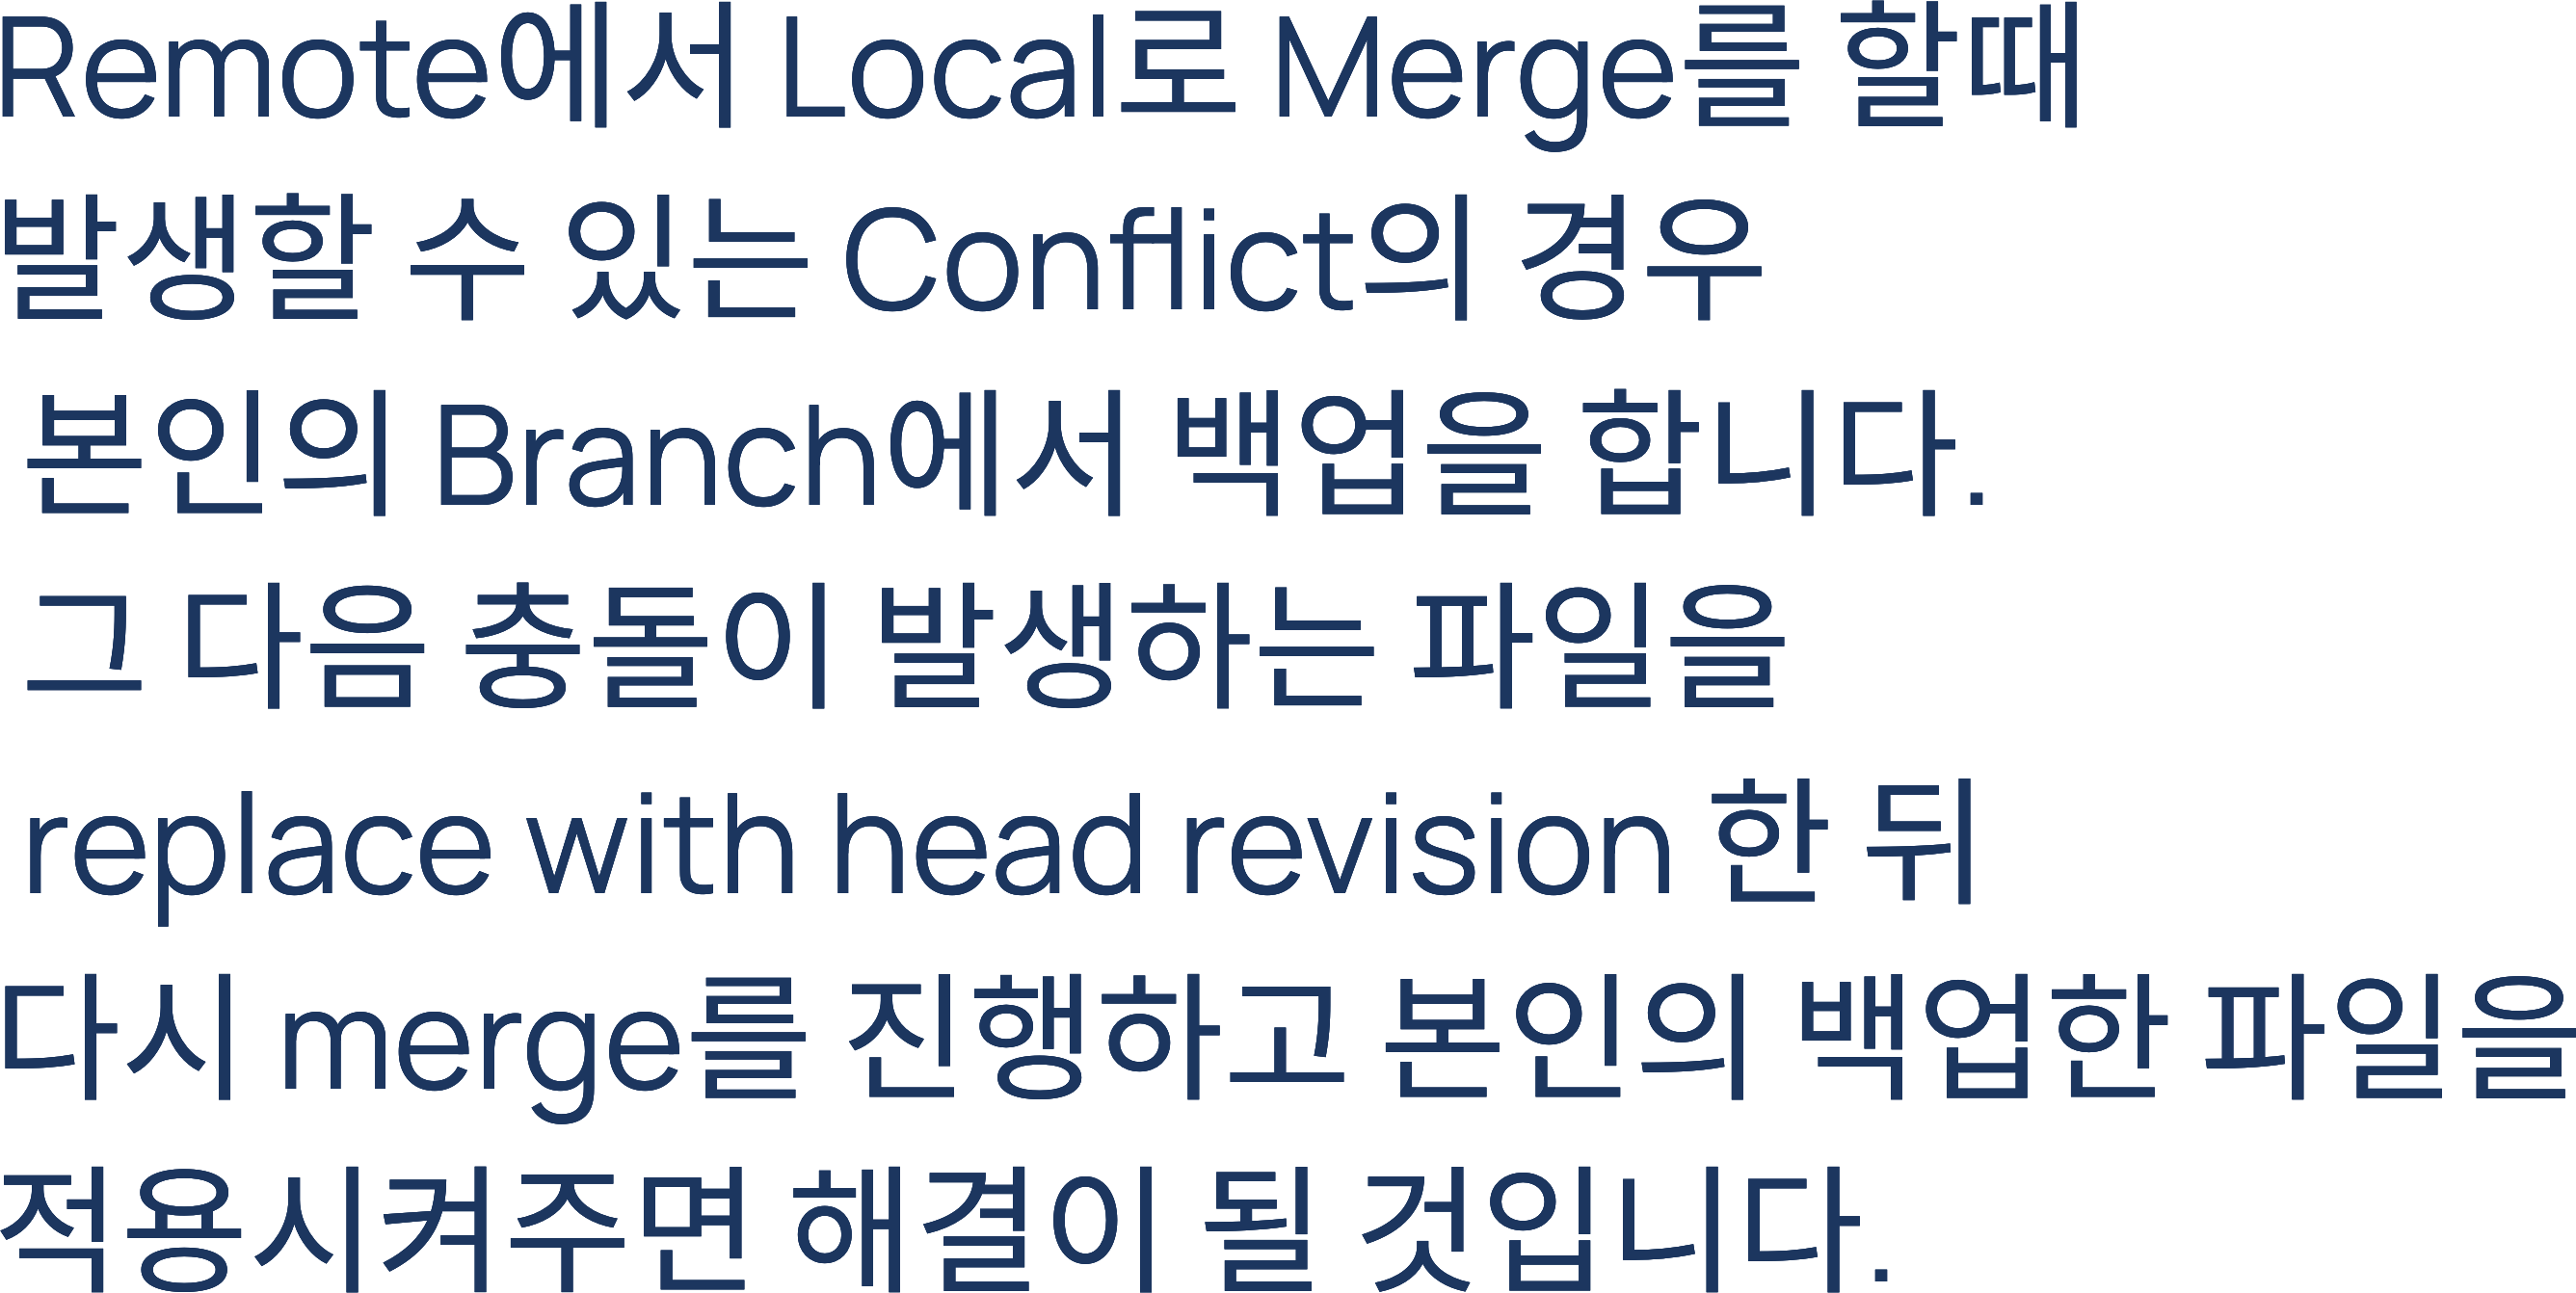 Remote에서 Local로 Merge를 할때
발생할 수 있는 Conflict의 경우
본인의 Branch에서 백업을 합니다.
그 다음 충돌이 발생하는 파일을
replace with head revision 한 뒤
다시 merge를 진행하고 본인의 백업한 파일을
적용시켜주면 해결이 될 것입니다.